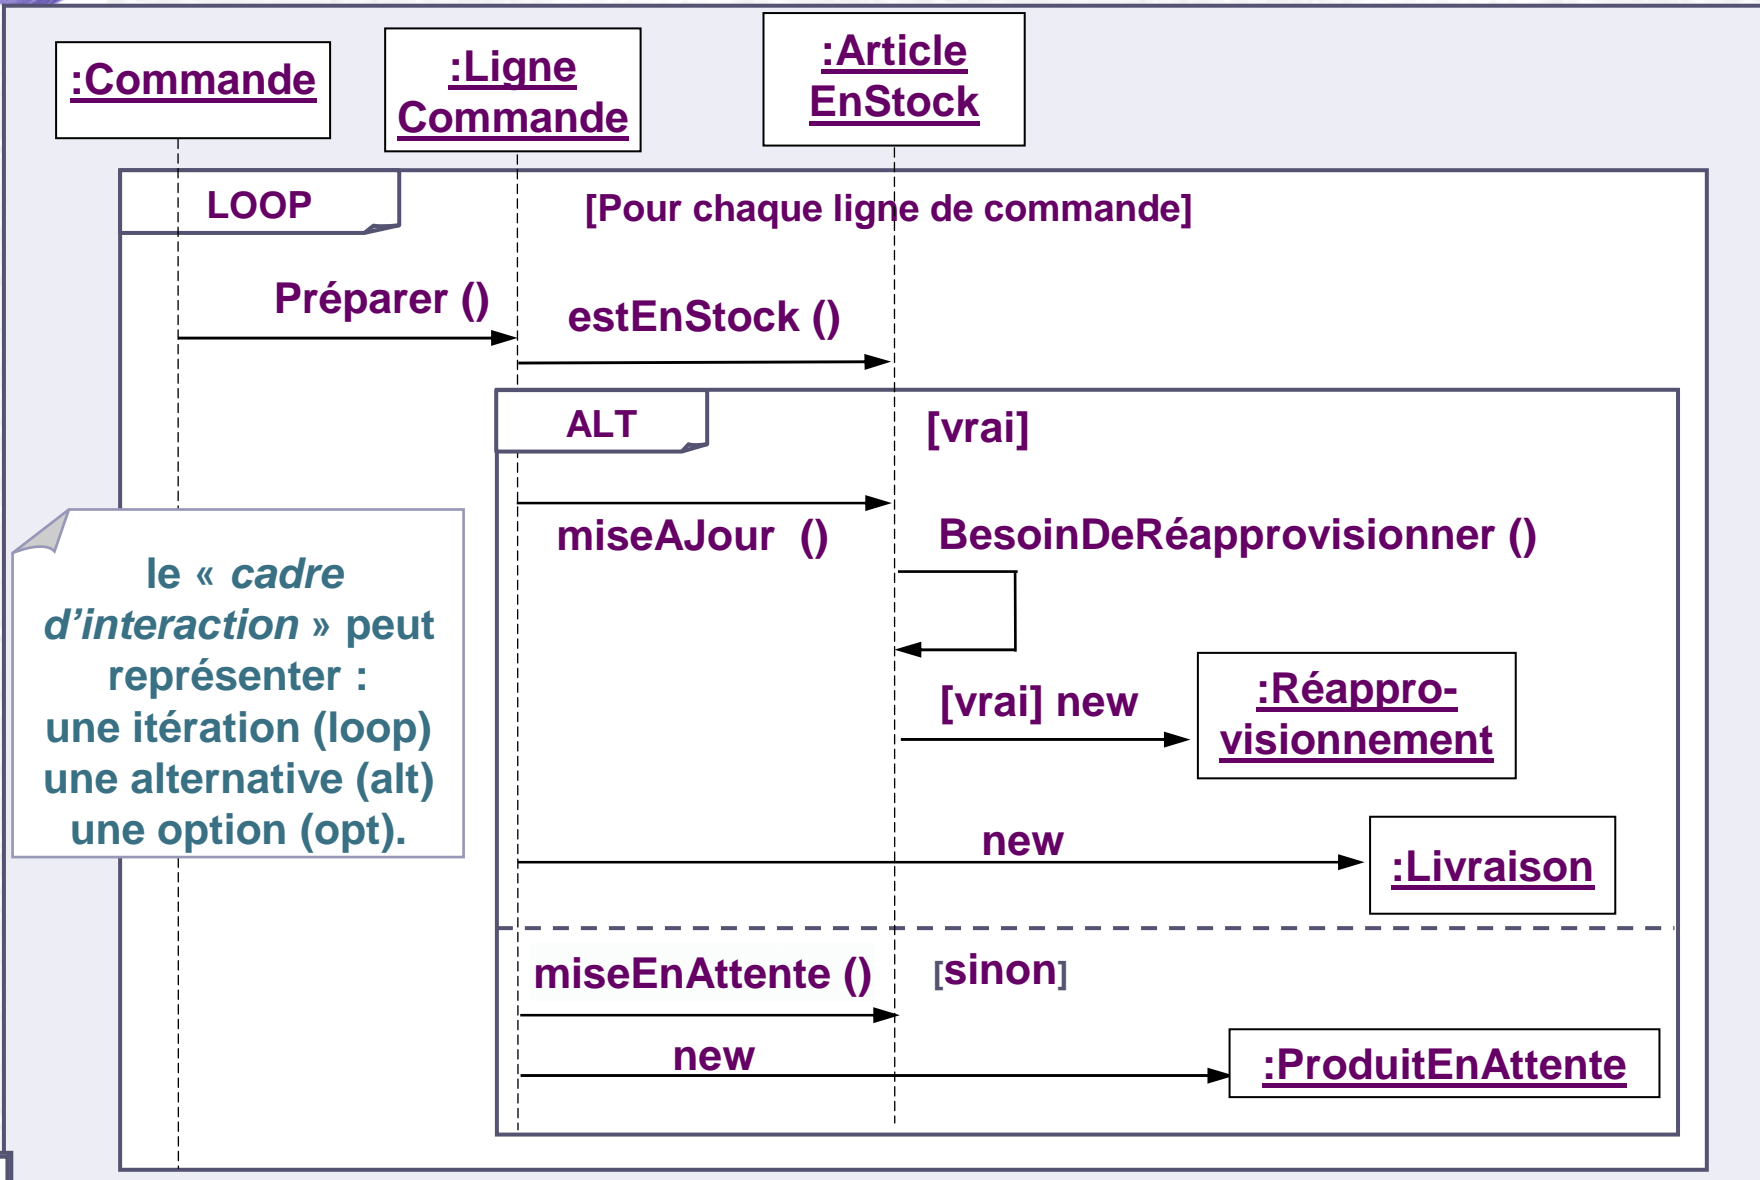 :Commande
:Ligne
Commande
:Article
EnStock
LOOP
[Pour chaque ligne de commande]
Préparer ()
estEnStock ()
ALT
[vrai]
miseAJour  ()
BesoinDeRéapprovisionner ()
le « cadre
d’interaction » peut
représenter :
une itération (loop)
une alternative (alt)
une option (opt).
[vrai] new
:Réappro-
visionnement
new
:Livraison
miseEnAttente ()
[sinon]
new
:ProduitEnAttente